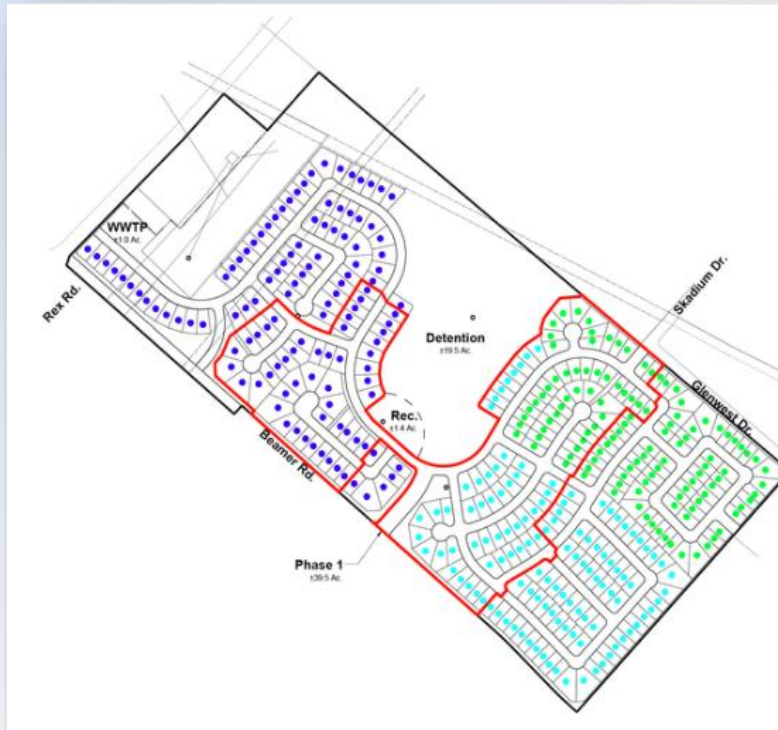 WWTP
±1.0 Ac.
Rex Rd.
Skadium Dr.
Detention
±19.5 Ac.
Glenwest Dr.
Rec.
±1.4 Ac.
Beamer Rd.
Phase 1
±39.5 Ac.